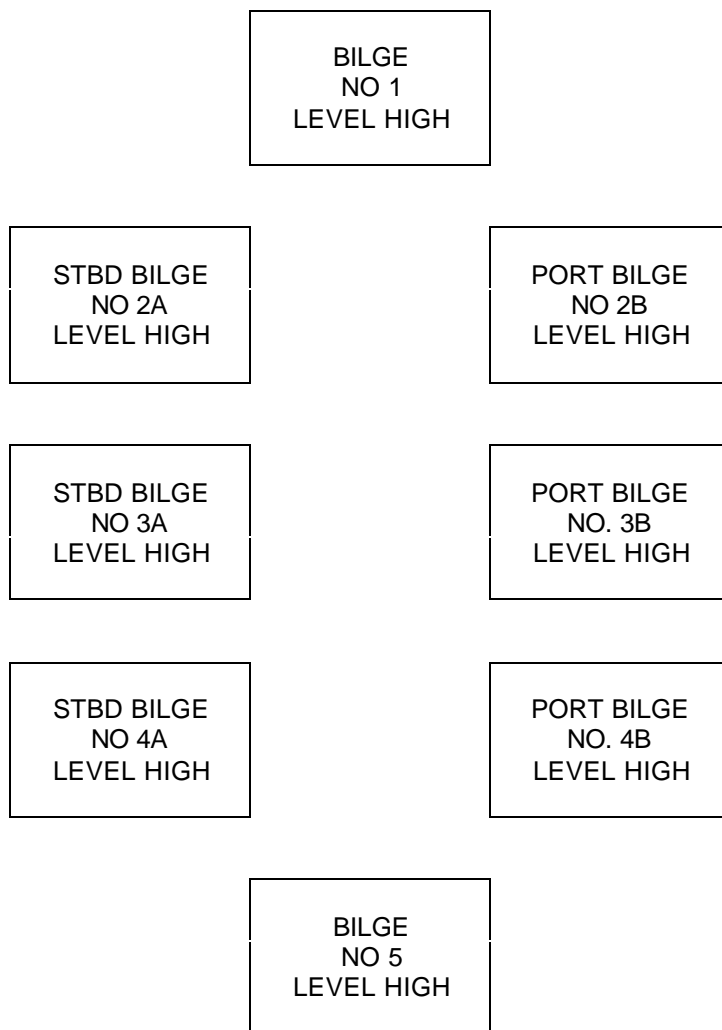 BILGE
NO 1
LEVEL HIGH
STBD BILGE
NO 2A
LEVEL HIGH
PORT BILGE
NO 2B
LEVEL HIGH
STBD BILGE
NO 3A
LEVEL HIGH
PORT BILGE
NO. 3B
LEVEL HIGH
STBD BILGE
NO 4A
LEVEL HIGH
PORT BILGE
NO. 4B
LEVEL HIGH
BILGE
NO 5
LEVEL HIGH